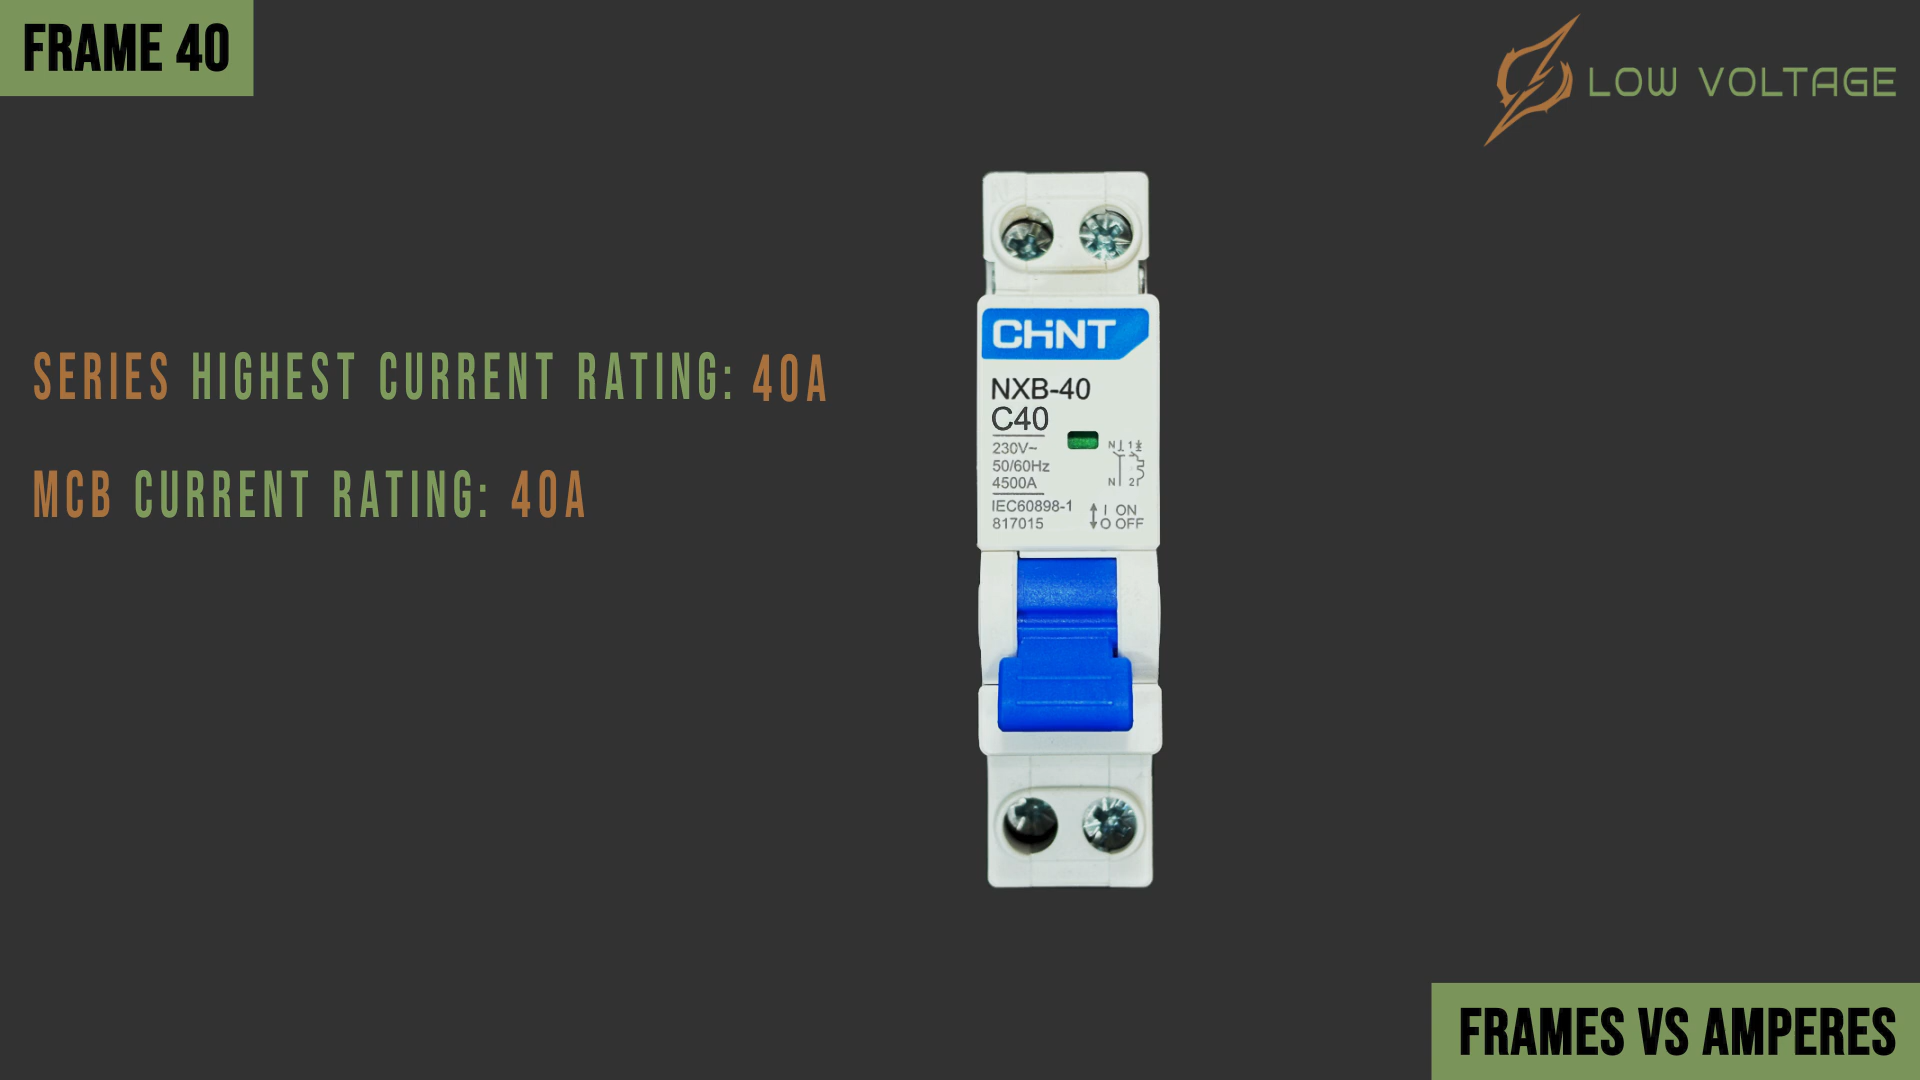 FRAME 40
LOW VOLTAGE
SERIES HIGHEST CURRENT RATING: 40A
MCB CURRENT RATING: 40A
CHiNT
NXB-40
C40
230V~
50/60Hz
4500A
IEC60898-1
817015
N 1
N 2
I ON
O OFF
FRAMES VS AMPERES